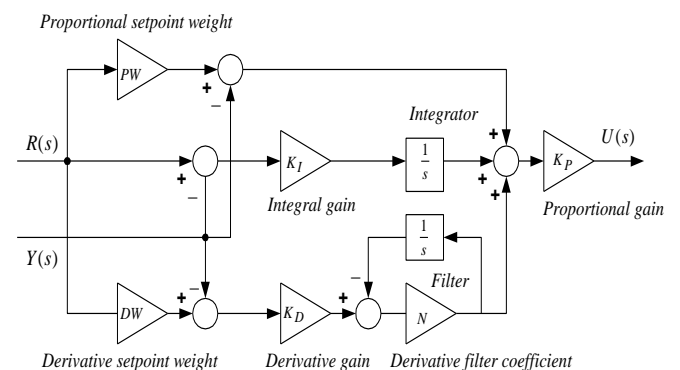 Proportional setpoint weight
PW
+
−
R(s)
Integrator
+
U(s)
+
−
K_I
1/s
+
+
K_P
Integral gain
Proportional gain
1/s
Y(s)
−
−
Filter
DW
+
K_D
+
N
Derivative setpoint weight
Derivative gain
Derivative filter coefficient